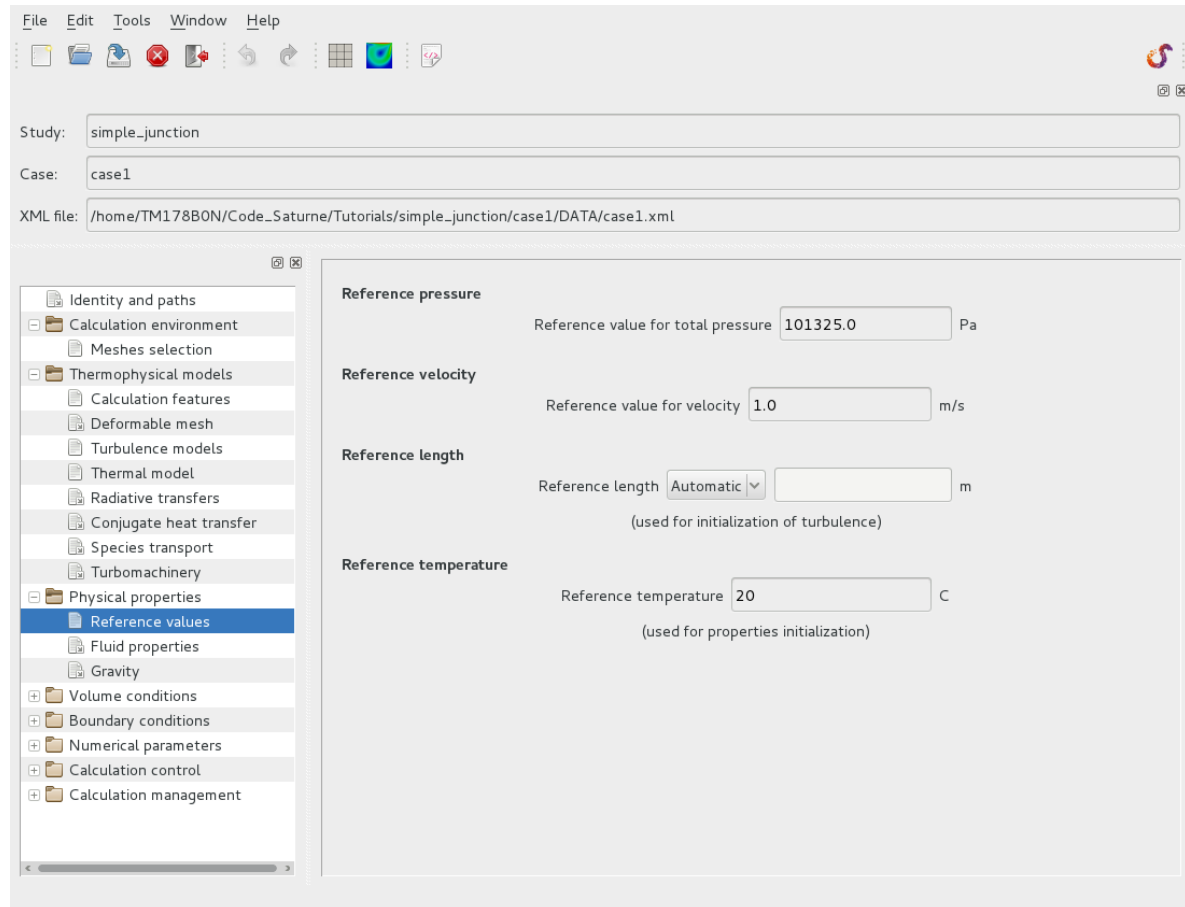 File Edit Tools Window Help
Study: simple_junction
Case: case1
XML file: /home/TM178B0N/Code_Saturne/Tutorials/simple_junction/case1/DATA/case1.xml
Identity and paths
Calculation environment
Meshes selection
Thermophysical models
Calculation features
Deformable mesh
Turbulence models
Thermal model
Radiative transfers
Conjugate heat transfer
Species transport
Turbomachinery
Physical properties
Reference values
Fluid properties
Gravity
Volume conditions
Boundary conditions
Numerical parameters
Calculation control
Calculation management
Reference pressure
Reference value for total pressure 101325.0 Pa
Reference velocity
Reference value for velocity 1.0 m/s
Reference length
Reference length Automatic m
(used for initialization of turbulence)
Reference temperature
Reference temperature 20 C
(used for properties initialization)